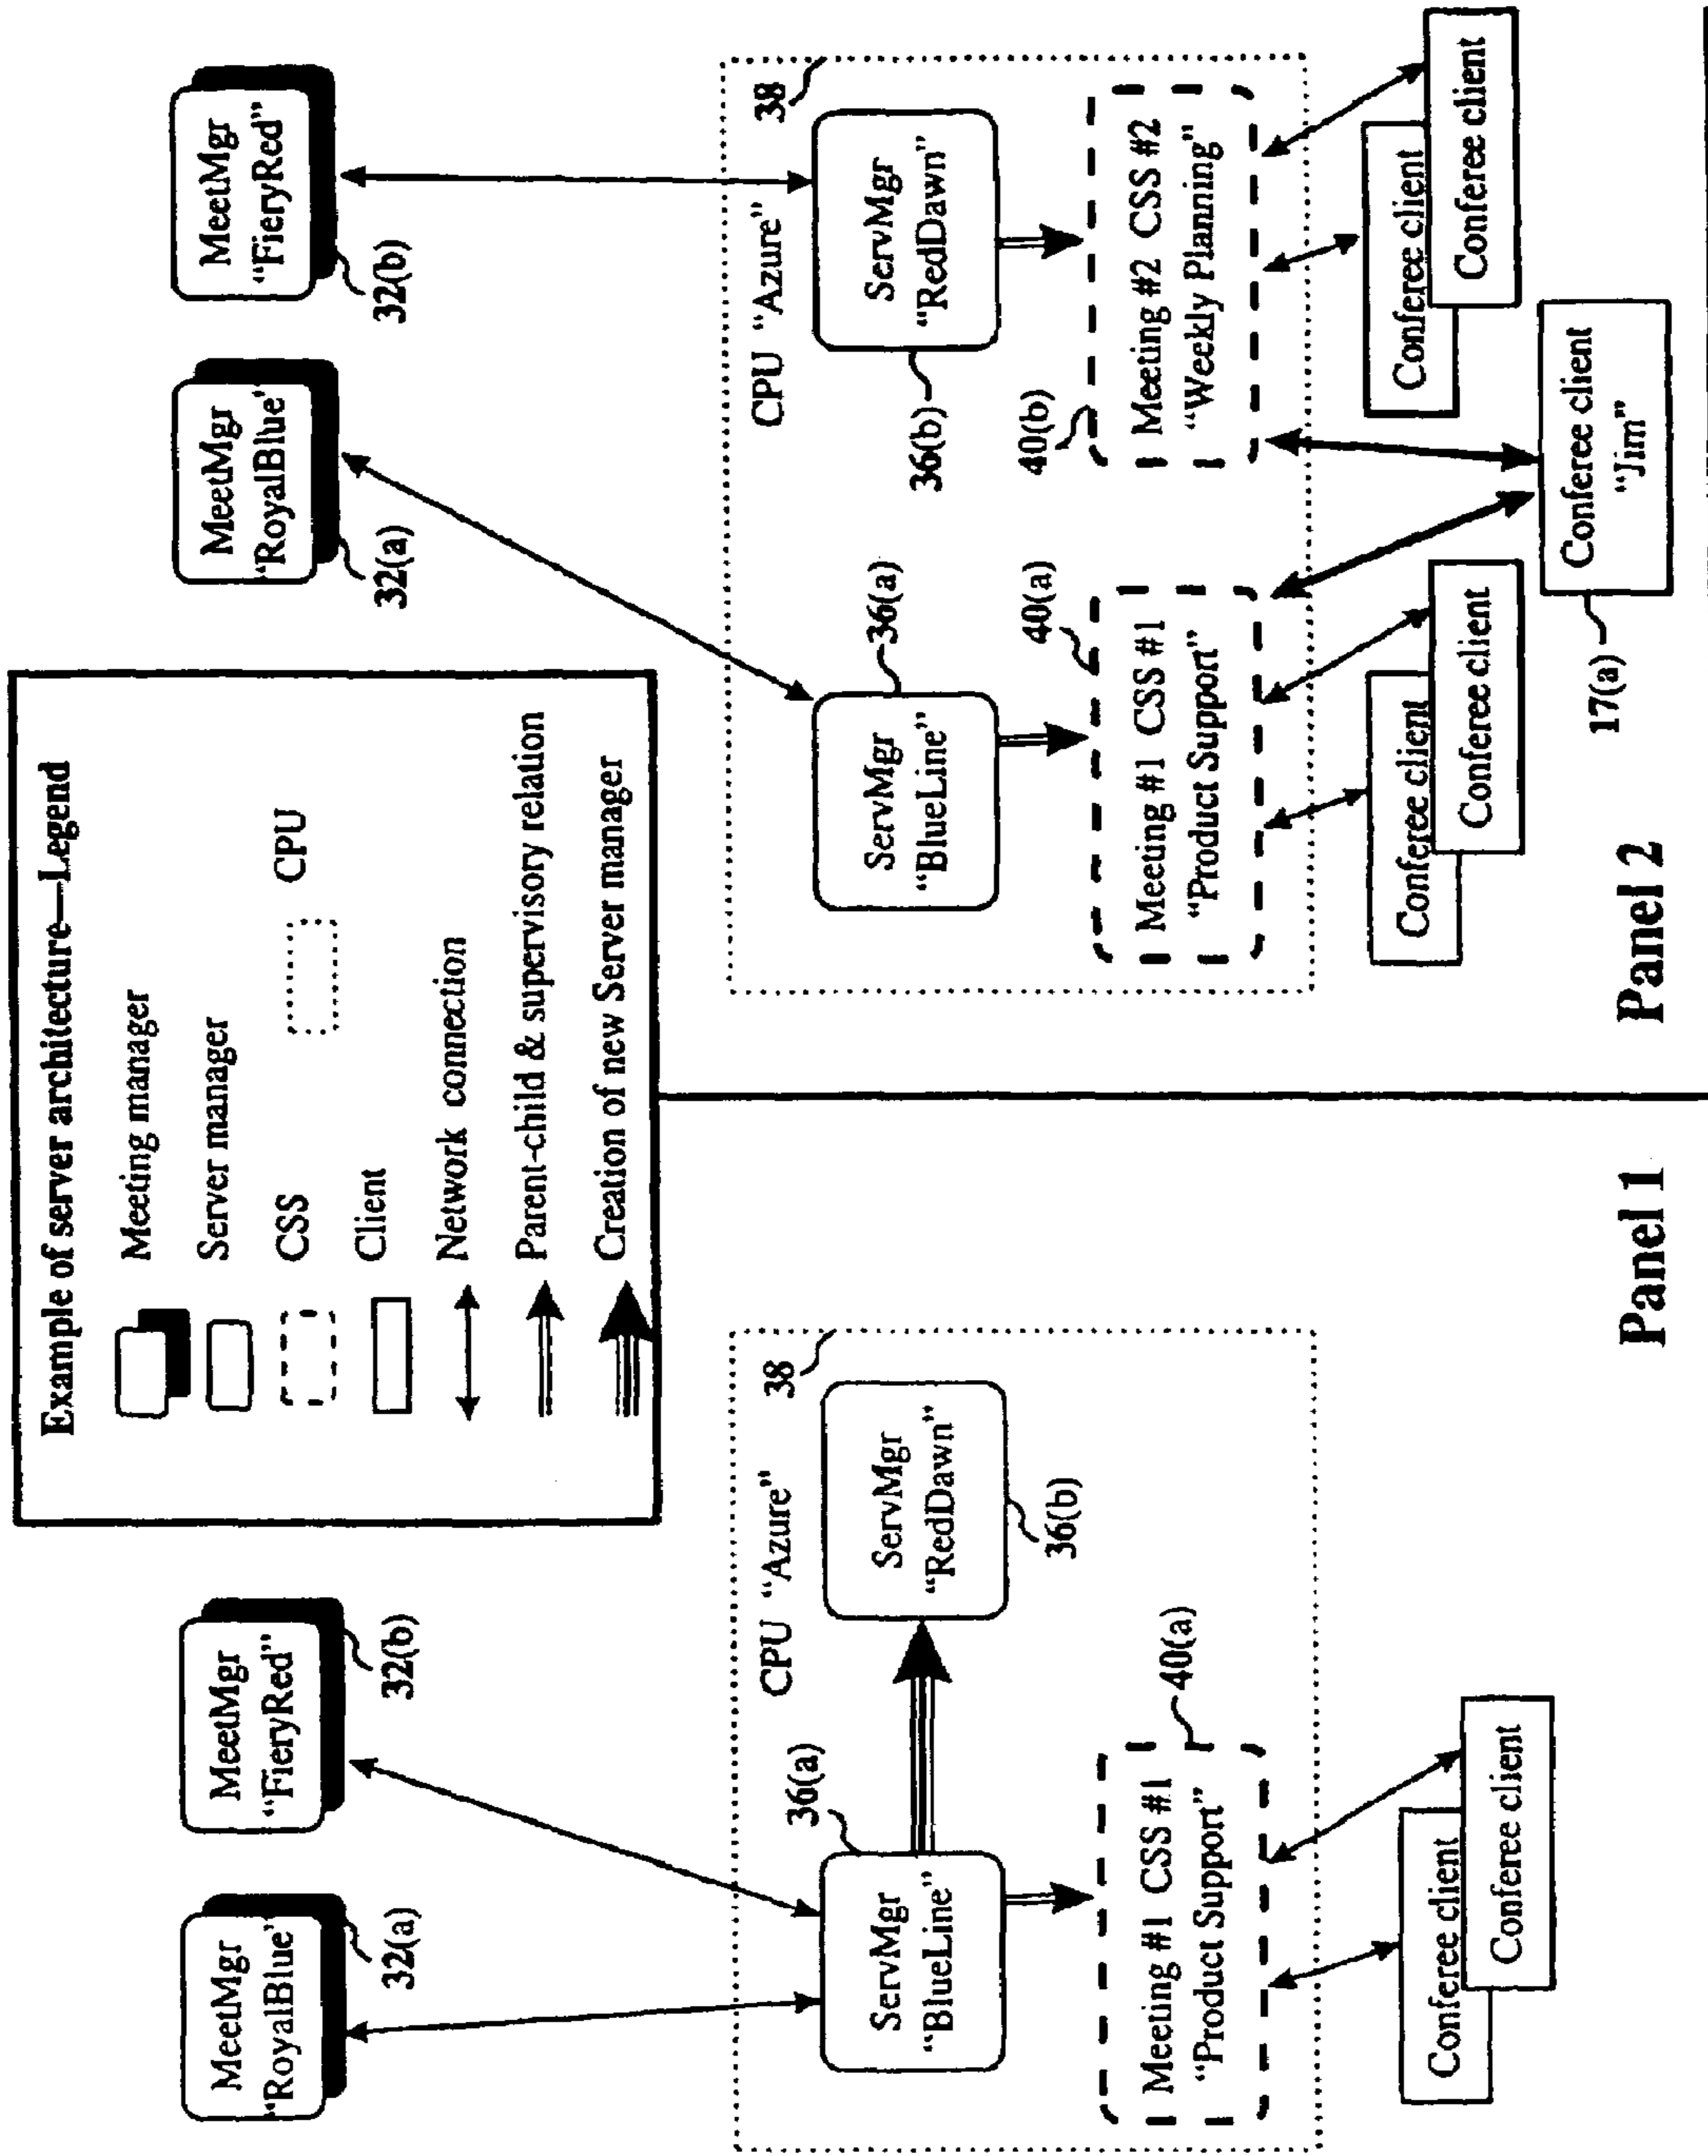 Example of server architecture—Legend
Meeting manager
Server manager
CSS
CPU
Client
Network connection
Parent-child & supervisory relation
Creation of new Server manager
MeetMgr
"RoyalBlue"
32(a)
MeetMgr
"FieryRed"
32(b)
CPU "Azure"
38
36(a)
ServMgr
"BlueLine"
ServMgr
"RedDawn"
36(b)
Meeting #1 CSS #1
"Product Support"
40(a)
Conferee client
Conferee client
Panel 1
MeetMgr
"RoyalBlue'
32(a)
MeetMgr
"FieryRed"
32(b)
CPU "Azure"
38
ServMgr
"BlueLine"
36(a)
ServMgr
"RedDawn"
36(b)
40(a)
Meeting #1 CSS #1
"Product Support"
40(b)
Meeting #2 CSS #2
"Weekly Planning"
Conferee client
Conferee client
Conferee client
Conferee client
Conferee client
"Jim"
17(a)
Panel 2